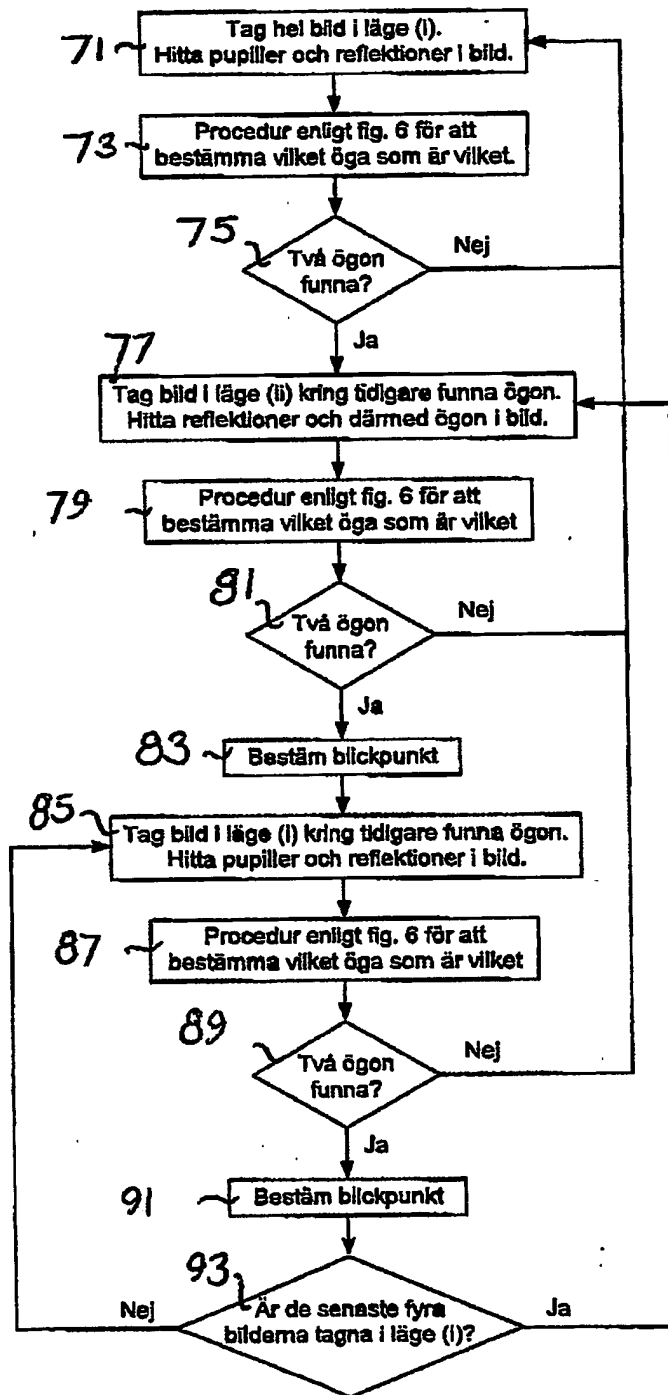 71
Tag hel bild i läge (i).
Hitta pupiller och reflektioner i bild.
73
Procedur enligt fig. 6 för att
bestämma vilket öga som är vilket.
75
Två ögon
funna?
Nej
Ja
77
Tag bild i läge (ii) kring tidigare funna ögon.
Hitta reflektioner och därmed ögon i bild.
79
Procedur enligt fig. 6 för att
bestämma vilket öga som är vilket
81
Två ögon
funna?
Nej
Ja
83
Bestäm blickpunkt
85
Tag bild i läge (i) kring tidigare funna ögon.
Hitta pupiller och reflektioner i bild.
87
Procedur enligt fig. 6 för att
bestämma vilket öga som är vilket
89
Två ögon
funna?
Nej
Ja
91
Bestäm blickpunkt
93
Är de senaste fyra
bilderna tagna i läge (i)?
Nej
Ja